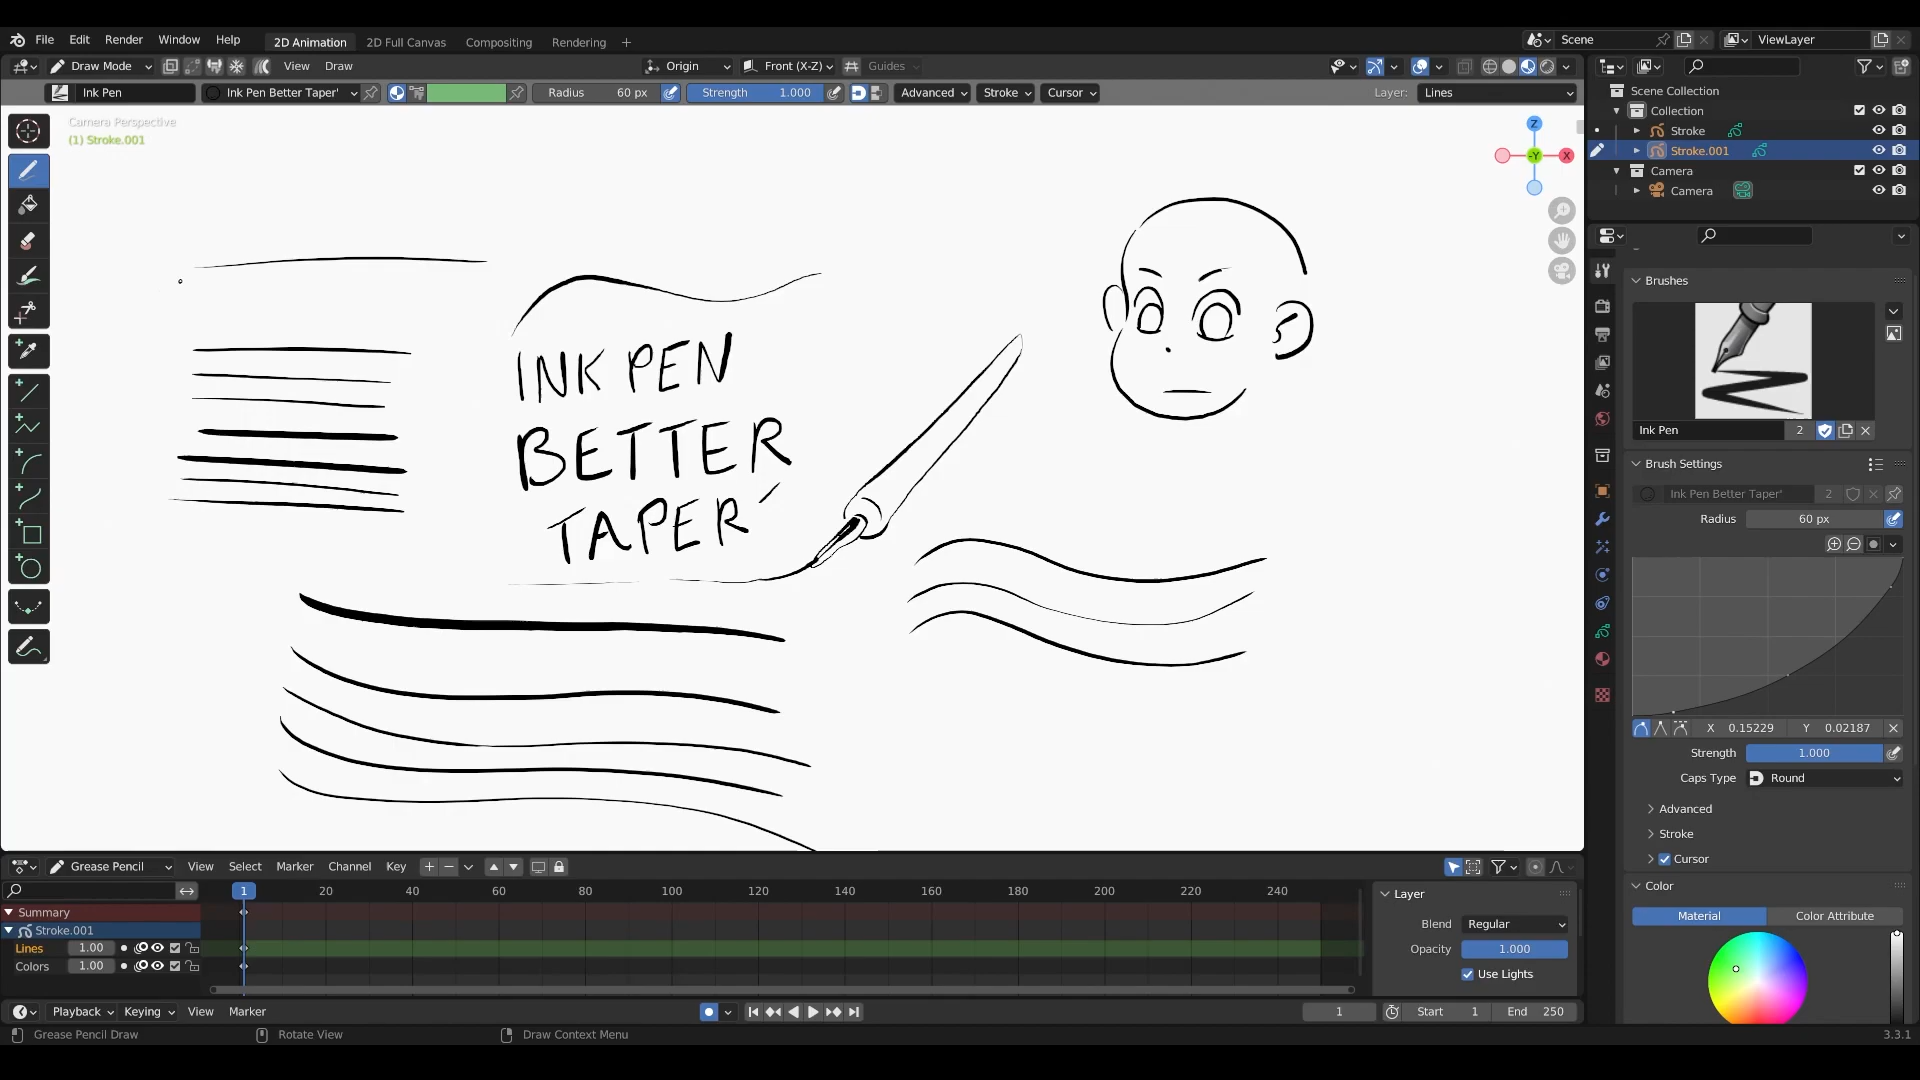 File Edit Render Window Help 2D Animation 2D Full Canvas Compositing Rendering + Scene ViewLayer
Draw Mode View Draw Origin Front (X-Z) Guides
Ink Pen Ink Pen Better Taper' Radius 60 px Strength 1.000 Advanced Stroke Cursor Layer: Lines
Camera Perspective
(1) Stroke.001
Z
-Y X
INK PEN
BETTER
TAPER'
Scene Collection
Collection
Stroke
Stroke.001
Camera
Camera
Brushes
Ink Pen 2
Brush Settings
Ink Pen Better Taper' 2
Radius 60 px
X 0.15229 Y 0.02187
Strength 1.000
Caps Type Round
Advanced
Stroke
Cursor
Color
Material Color Attribute
Grease Pencil View Select Marker Channel Key
1 20 40 60 80 100 120 140 160 180 200 220 240
Summary
Stroke.001
Lines 1.00
Colors 1.00
Layer
Blend Regular
Opacity 1.000
Use Lights
Playback Keying View Marker 1 Start 1 End 250
Grease Pencil Draw Rotate View Draw Context Menu 3.3.1